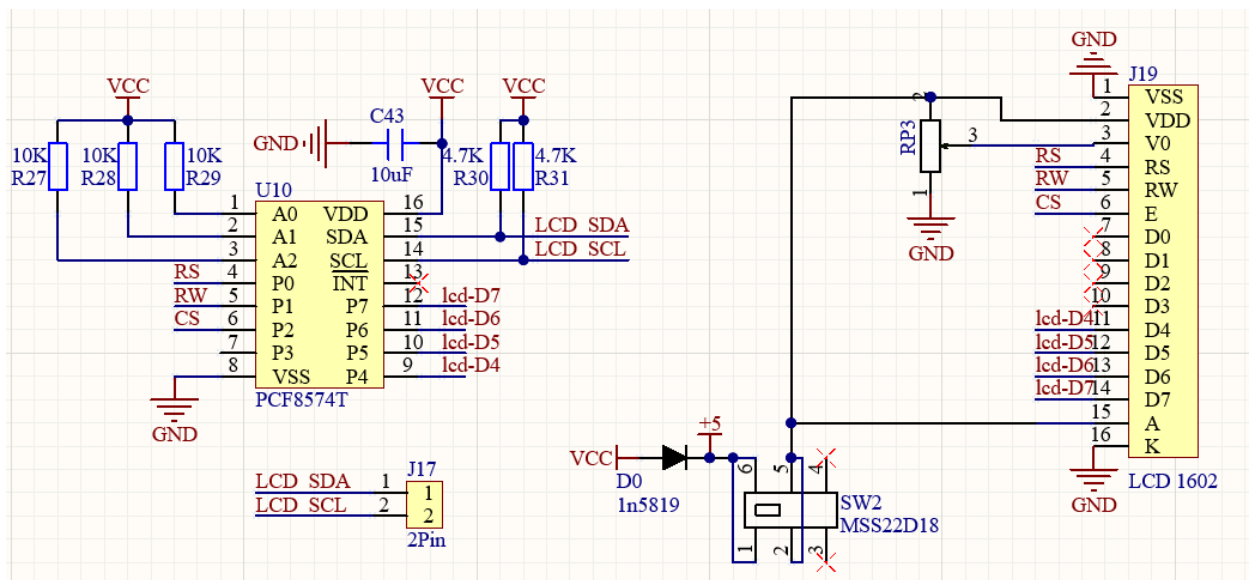 GND
J19
VCC
VCC
VCC
C43
GND
10uF
10K
R27
10K
R28
10K
R29
4.7K
R30
4.7K
R31
U10
1 A0 VDD 16
2 A1 SDA 15 LCD SDA
3 A2 SCL 14 LCD SCL
RS 4 P0 INT 13
RW 5 P1 P7 12 lcd-D7
CS 6 P2 P6 11 lcd-D6
7 P3 P5 10 lcd-D5
8 VSS P4 9 lcd-D4
GND
PCF8574T
2
RP3
3
1
GND
1 VSS
2 VDD
3 V0
RS 4 RS
RW 5 RW
CS 6 E
7 D0
8 D1
9 D2
10 D3
lcd-D4 11 D4
lcd-D5 12 D5
lcd-D6 13 D6
lcd-D7 14 D7
15 A
16 K
LCD 1602
GND
J17
LCD SDA 1 1
LCD SCL 2 2
2Pin
+5
VCC
D0
1n5819
6 5 4
SW2
MSS22D18
1 2 3